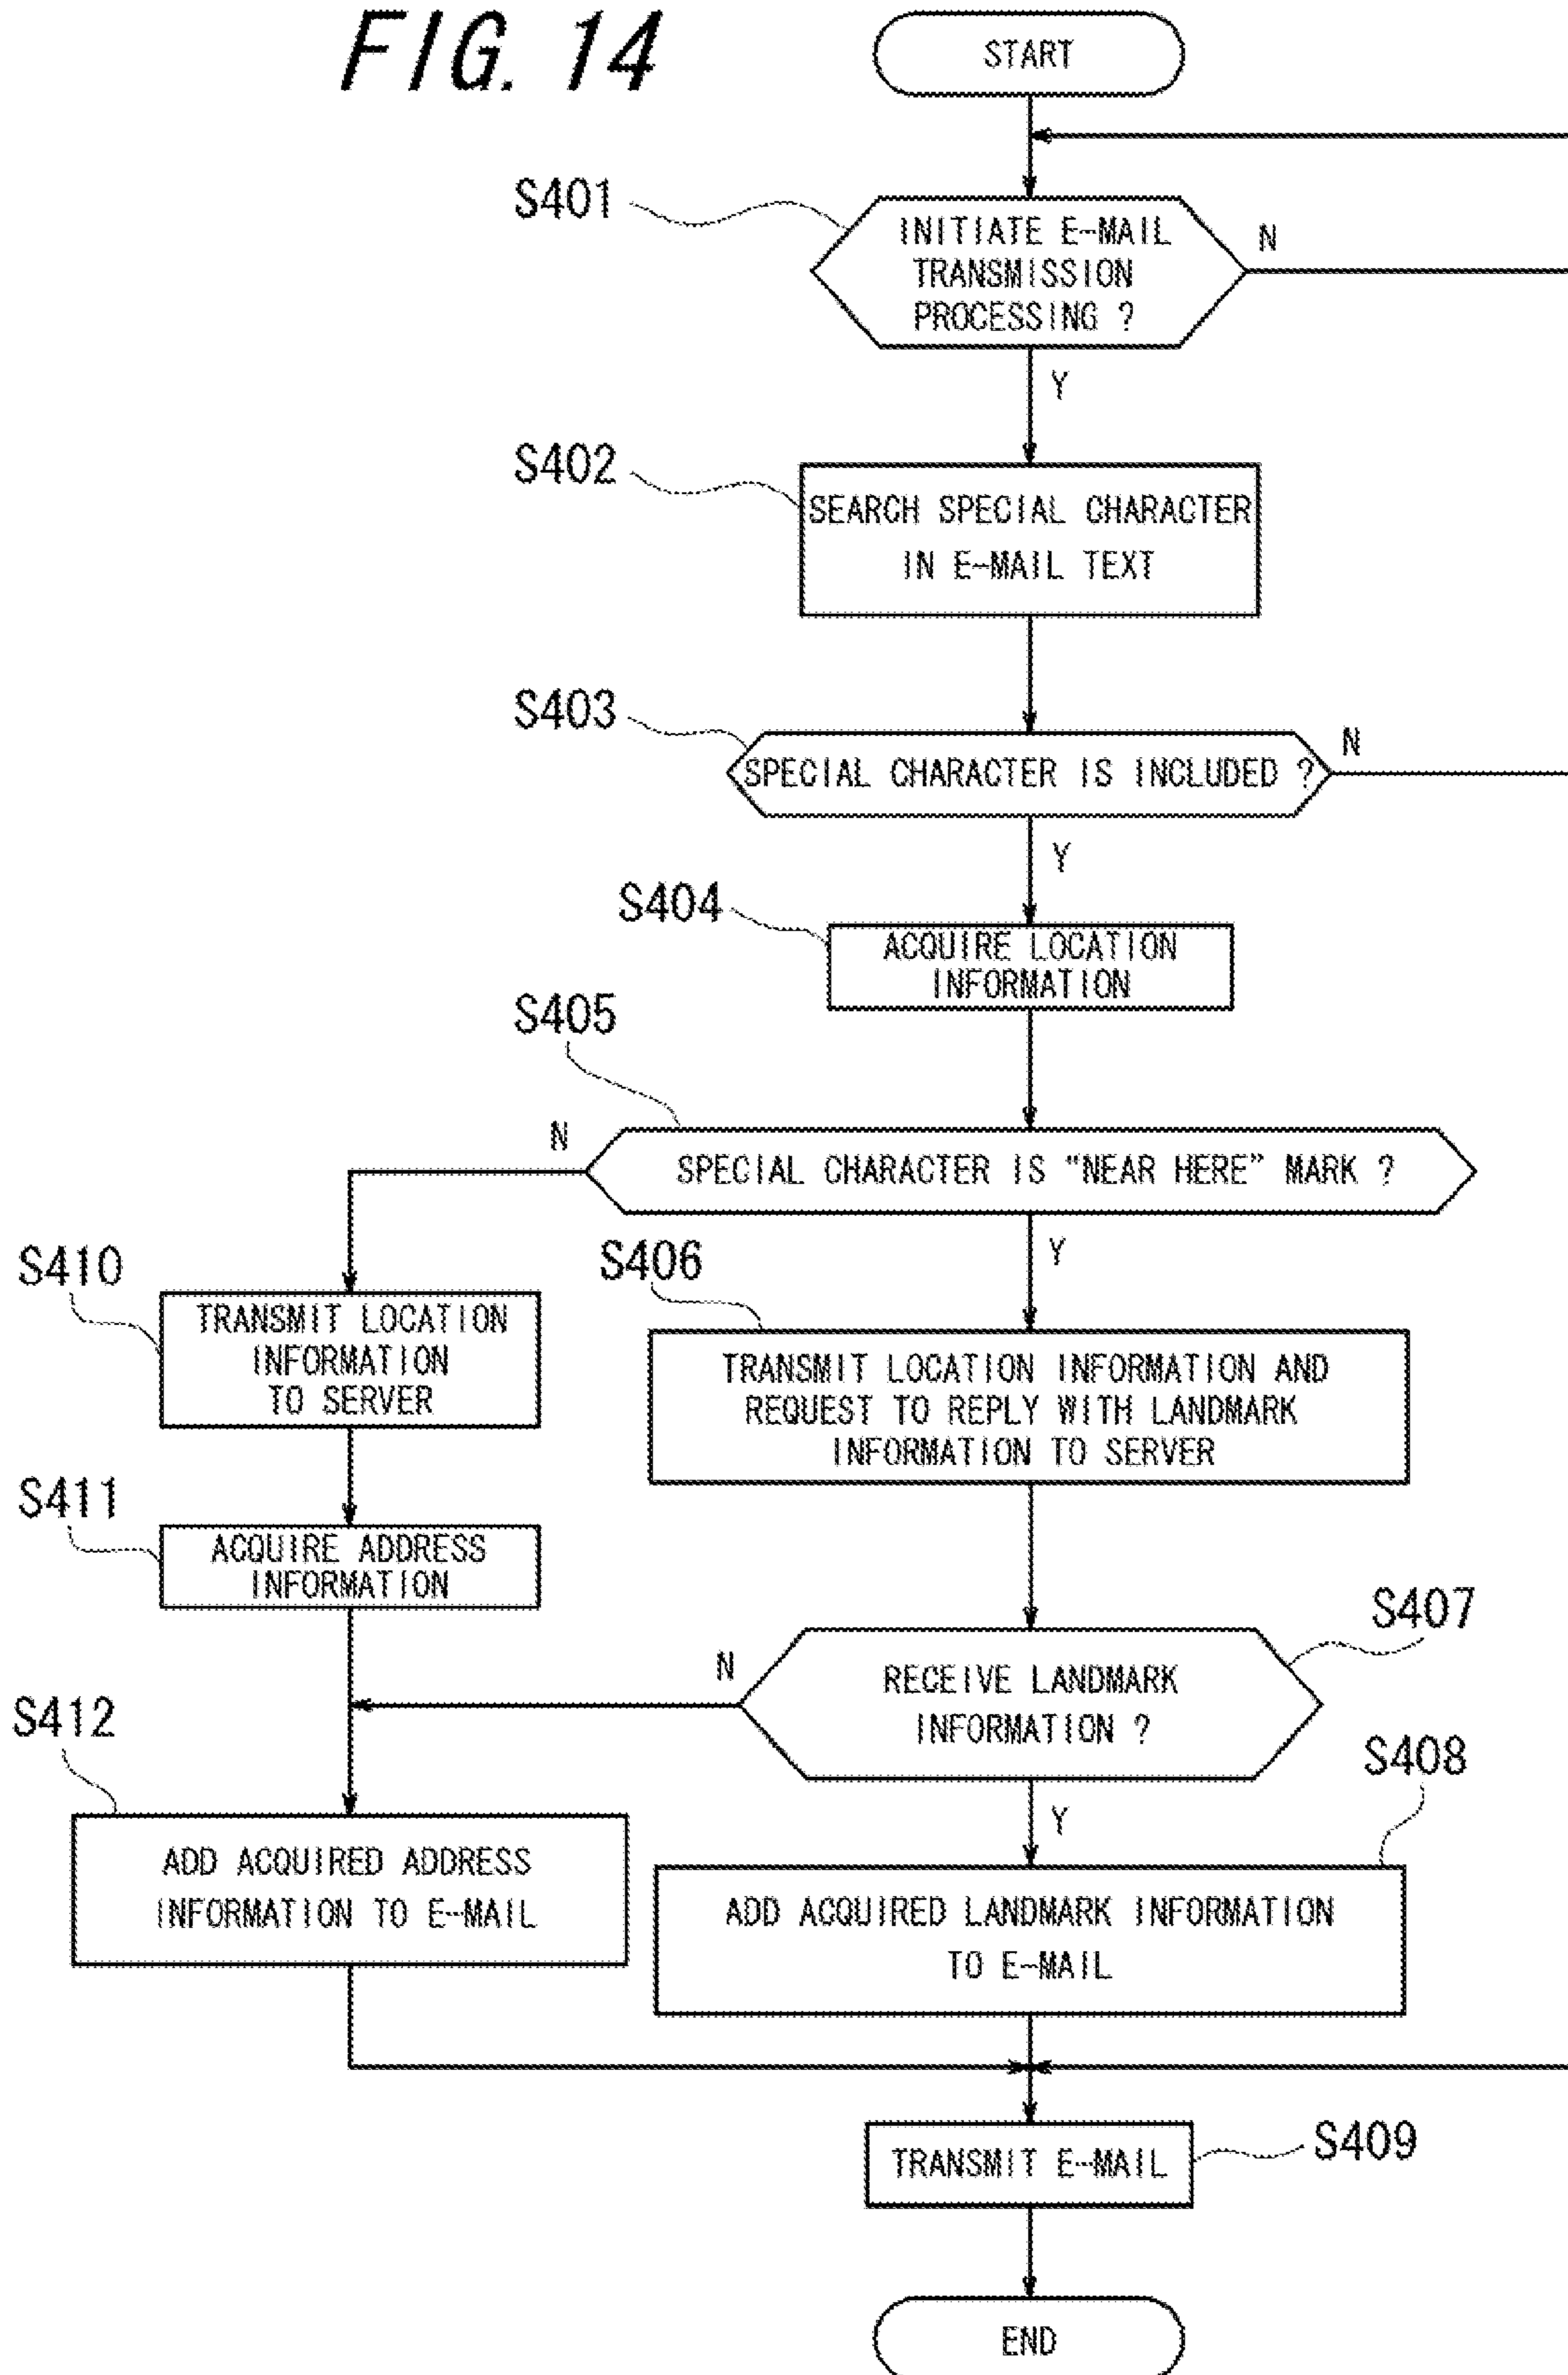 FIG. 14
START
S401
INITIATE E-MAIL
TRANSMISSION
PROCESSING ?
N
Y
S402
SEARCH SPECIAL CHARACTER
IN E-MAIL TEXT
S403
SPECIAL CHARACTER IS INCLUDED ?
N
Y
S404
ACQUIRE LOCATION
INFORMATION
S405
N
SPECIAL CHARACTER IS "NEAR HERE" MARK ?
Y
S410
TRANSMIT LOCATION
INFORMATION
TO SERVER
S406
TRANSMIT LOCATION INFORMATION AND
REQUEST TO REPLY WITH LANDMARK
INFORMATION TO SERVER
S411
ACQUIRE ADDRESS
INFORMATION
S407
N
RECEIVE LANDMARK
INFORMATION ?
Y
S412
ADD ACQUIRED ADDRESS
INFORMATION TO E-MAIL
S408
ADD ACQUIRED LANDMARK INFORMATION
TO E-MAIL
S409
TRANSMIT E-MAIL
END